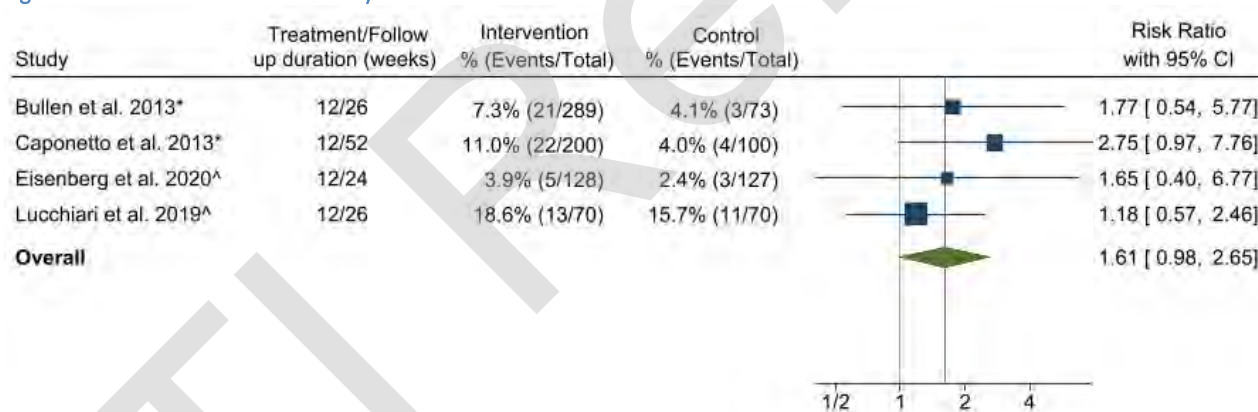 Study Treatment/Follow up duration (weeks) Intervention % (Events/Total) Control % (Events/Total) Risk Ratio with 95% CI
Bullen et al. 2013* 12/26 7.3% (21/289) 4.1% (3/73) 1.77 [ 0.54, 5.77]
Caponetto et al. 2013* 12/52 11.0% (22/200) 4.0% (4/100) 2.75 [ 0.97, 7.76]
Eisenberg et al. 2020^ 12/24 3.9% (5/128) 2.4% (3/127) 1.65 [ 0.40, 6.77]
Lucchiari et al. 2019^ 12/26 18.6% (13/70) 15.7% (11/70) 1.18 [ 0.57, 2.46]
Overall 1.61 [ 0.98, 2.65]
1/2 1 2 4